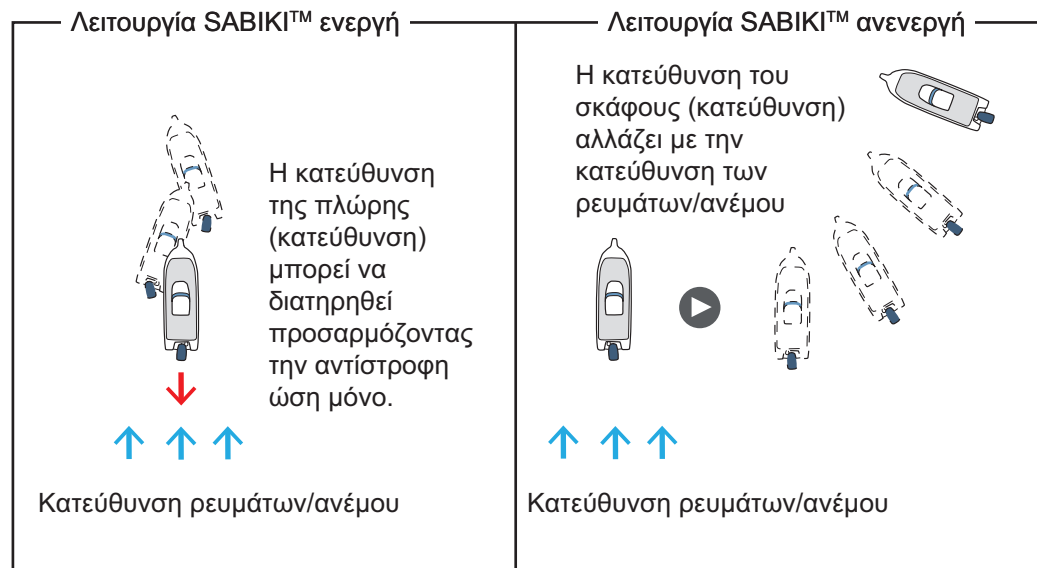 Λειτουργία SABIKI™ ενεργή
Η κατεύθυνση
της πλώρης
(κατεύθυνση)
μπορεί να
διατηρηθεί
προσαρμόζοντας
την αντίστροφη
ώση μόνο.
Κατεύθυνση ρευμάτων/ανέμου
Λειτουργία SABIKI™ ανενεργή
Η κατεύθυνση του
σκάφους (κατεύθυνση)
αλλάζει με την
κατεύθυνση των
ρευμάτων/ανέμου
Κατεύθυνση ρευμάτων/ανέμου